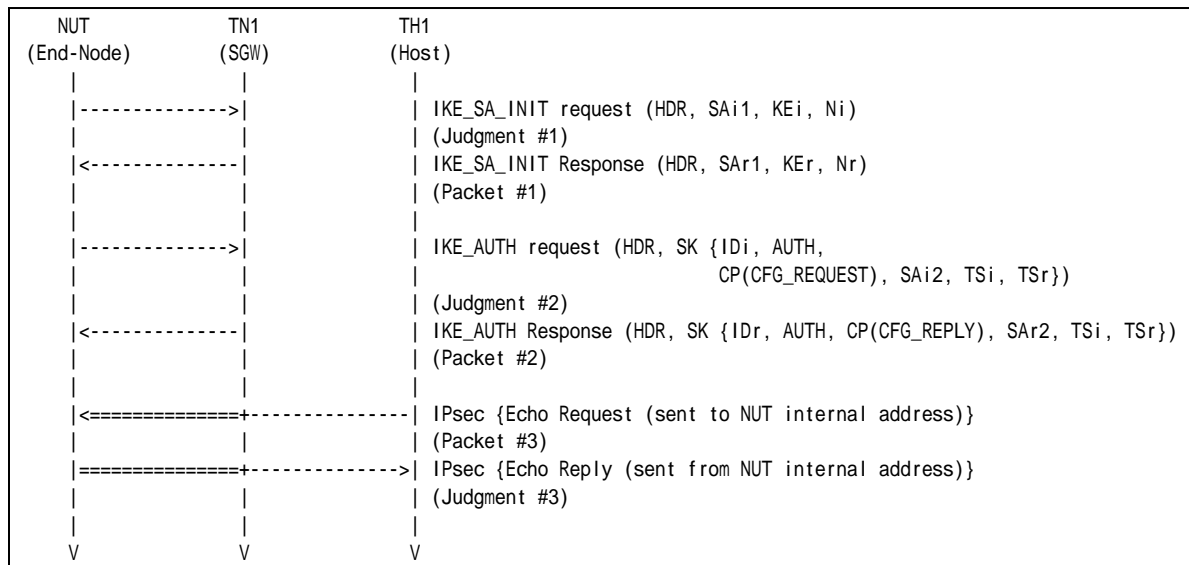 NUT TN1 TH1
(End-Node) (SGW) (Host)
| | |
|-------------->| | IKE_SA_INIT request (HDR, SAi1, KEi, Ni)
| | | (Judgment #1)
|<--------------| | IKE_SA_INIT Response (HDR, SAr1, KEr, Nr)
| | | (Packet #1)
| | |
|-------------->| | IKE_AUTH request (HDR, SK {IDi, AUTH,
| | | CP(CFG_REQUEST), SAi2, TSi, TSr})
| | | (Judgment #2)
|<--------------| | IKE_AUTH Response (HDR, SK {IDr, AUTH, CP(CFG_REPLY), SAr2, TSi, TSr})
| | | (Packet #2)
| | |
|<==============+---------------| IPsec {Echo Request (sent to NUT internal address)}
| | | (Packet #3)
|===============+-------------->| IPsec {Echo Reply (sent from NUT internal address)}
| | | (Judgment #3)
| | |
V V V